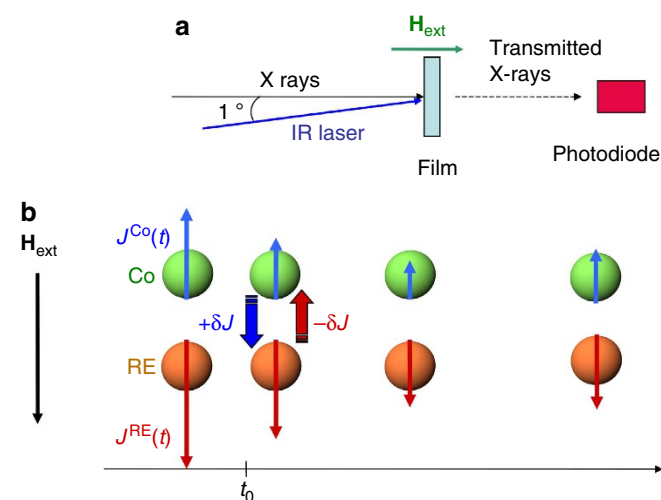 a
H_ext
Transmitted
X-rays
X rays
1 °
IR laser
Film
Photodiode
b
H_ext
J^Co(t)
Co
+δJ
−δJ
RE
J^RE(t)
t_0